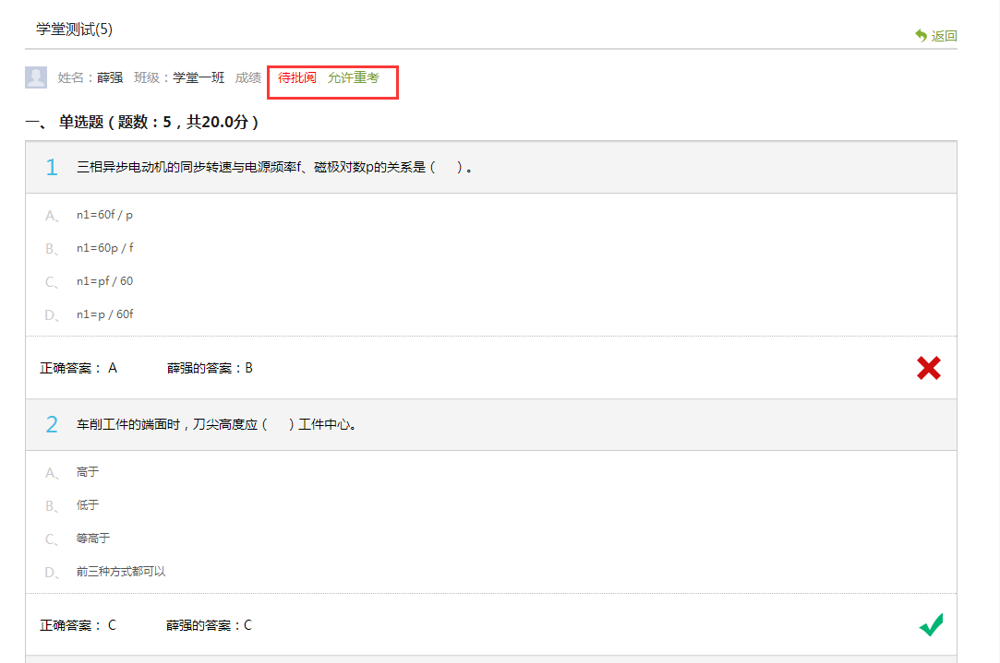 学堂测试(5)
返回
姓名：薛强 班级：学堂一班 成绩 待批阅 允许重考
一、 单选题（题数：5，共20.0分）
1 三相异步电动机的同步转速与电源频率f、磁极对数p的关系是（ ）。
A、 n1=60f / p
B、 n1=60p / f
C、 n1=pf / 60
D、 n1=p / 60f
正确答案： A 薛强的答案：B
2 车削工件的端面时，刀尖高度应（ ）工件中心。
A、 高于
B、 低于
C、 等高于
D、 前三种方式都可以
正确答案： C 薛强的答案：C